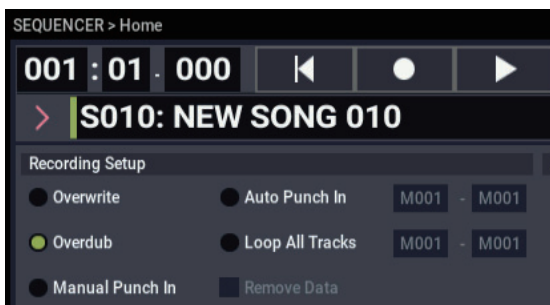 SEQUENCER > Home
001 : 01 . 000
> S010: NEW SONG 010
Recording Setup
Overwrite Auto Punch In M001 - M001
Overdub Loop All Tracks M001 - M001
Manual Punch In Remove Data